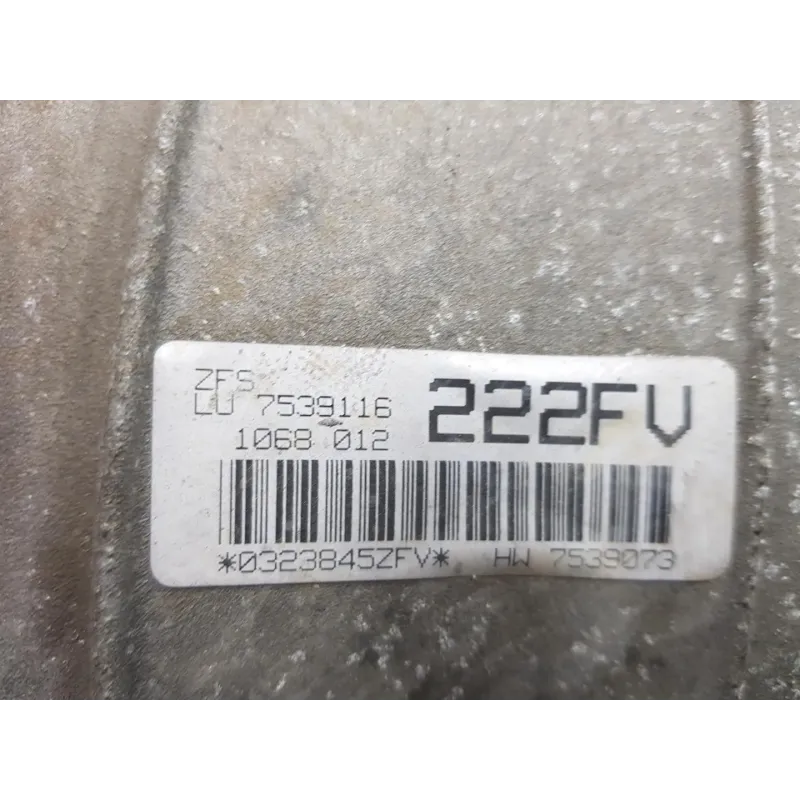 ZFS
LU 7539116
1068 012
222FV
*0323845ZFV* HW 7539073